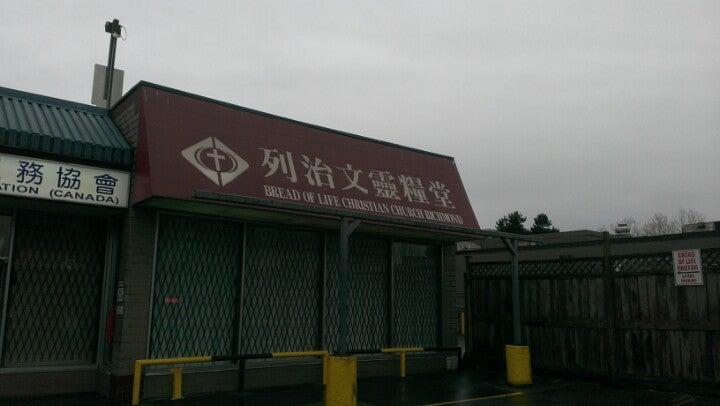 務協會
ATION (CANADA)
列治文靈糧堂
BREAD OF LIFE CHRISTIAN CHURCH RICHMOND
BREAD
OF LIFE
PASTOR